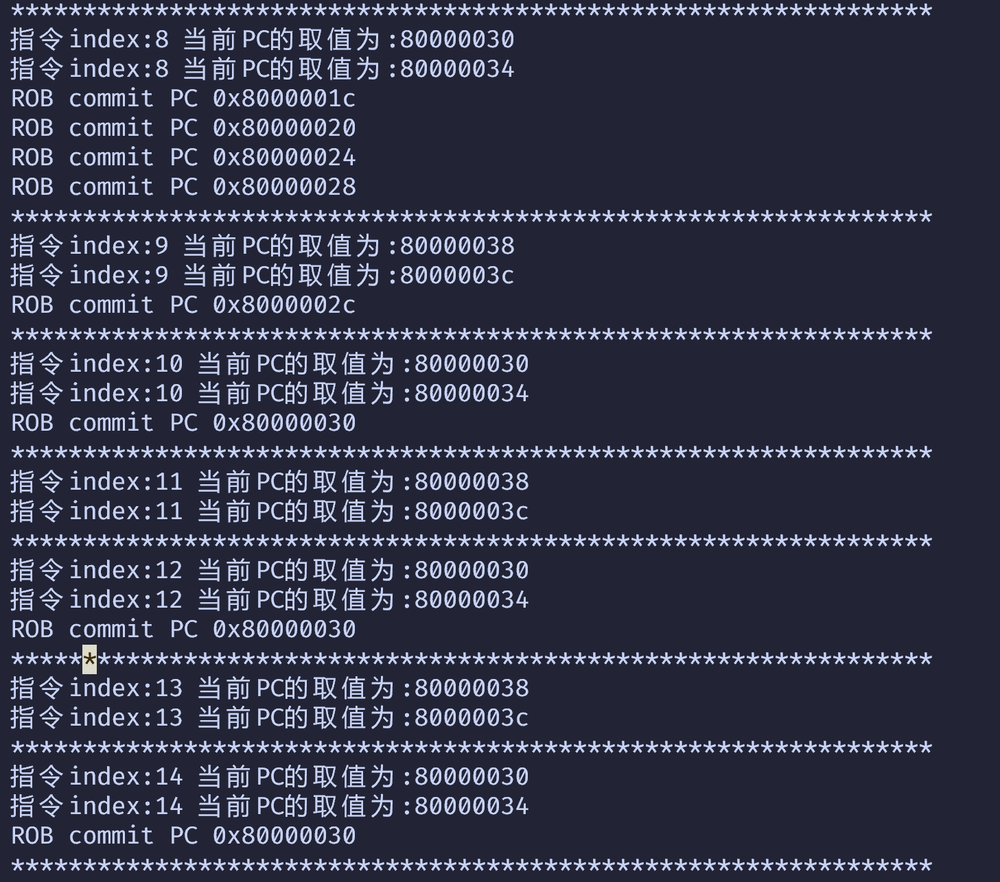 ****************************************************************
指令index:8 当前PC的取值为:80000030
指令index:8 当前PC的取值为:80000034
ROB commit PC 0x8000001c
ROB commit PC 0x80000020
ROB commit PC 0x80000024
ROB commit PC 0x80000028
****************************************************************
指令index:9 当前PC的取值为:80000038
指令index:9 当前PC的取值为:8000003c
ROB commit PC 0x8000002c
****************************************************************
指令index:10 当前PC的取值为:80000030
指令index:10 当前PC的取值为:80000034
ROB commit PC 0x80000030
****************************************************************
指令index:11 当前PC的取值为:80000038
指令index:11 当前PC的取值为:8000003c
****************************************************************
指令index:12 当前PC的取值为:80000030
指令index:12 当前PC的取值为:80000034
ROB commit PC 0x80000030
****************************************************************
指令index:13 当前PC的取值为:80000038
指令index:13 当前PC的取值为:8000003c
****************************************************************
指令index:14 当前PC的取值为:80000030
指令index:14 当前PC的取值为:80000034
ROB commit PC 0x80000030
****************************************************************